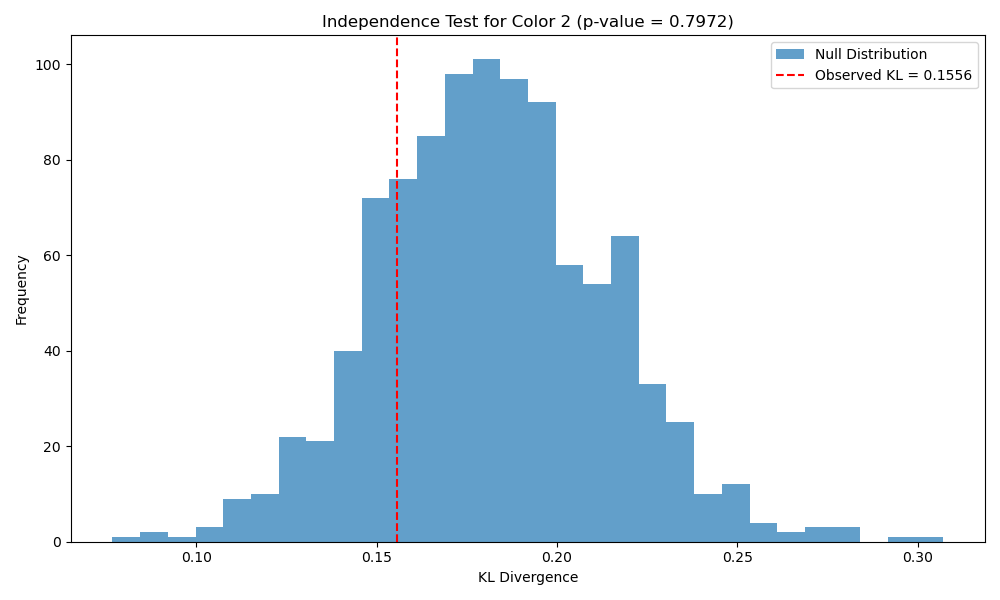 Independence Test for Color 2 (p-value = 0.7972)
Null Distribution
Observed KL = 0.1556
Frequency
100
80
60
40
20
0
0.10 0.15 0.20 0.25 0.30
KL Divergence